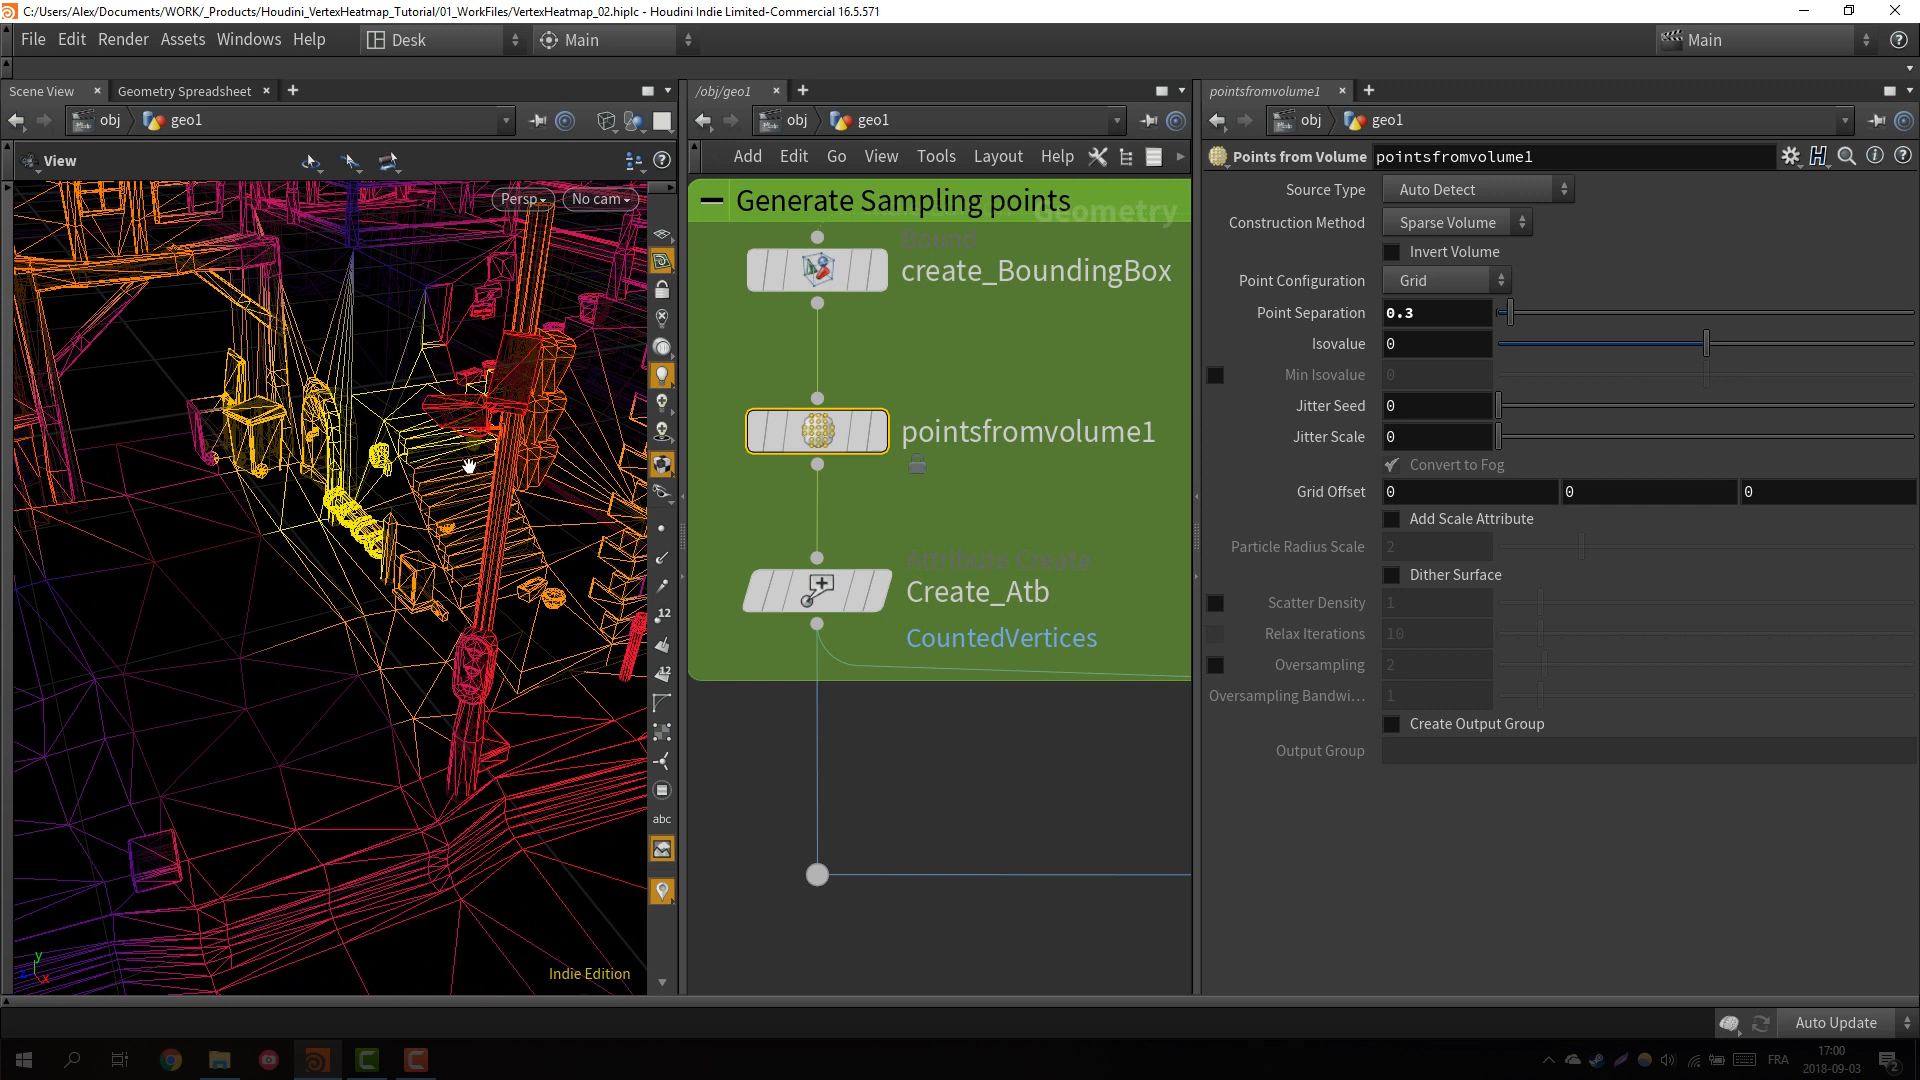 C:/Users/Alex/Documents/WORK/_Products/Houdini_VertexHeatmap_Tutorial/01_WorkFiles/VertexHeatmap_02.hiplc - Houdini Indie Limited-Commercial 16.5.571
File Edit Render Assets Windows Help Desk Main Main
Scene View Geometry Spreadsheet
obj geo1
View
Persp No cam
12
12
abc
Indie Edition
/obj/geo1
obj geo1
Add Edit Go View Tools Layout Help
Generate Sampling points
Geometry
Bound
create_BoundingBox
pointsfromvolume1
Attribute Create
Create_Atb
CountedVertices
pointsfromvolume1
obj geo1
Points from Volume pointsfromvolume1
Source Type Auto Detect
Construction Method Sparse Volume
Invert Volume
Point Configuration Grid
Point Separation 0.3
Isovalue 0
Min Isovalue 0
Jitter Seed 0
Jitter Scale 0
Convert to Fog
Grid Offset 0 0 0
Add Scale Attribute
Particle Radius Scale 2
Dither Surface
Scatter Density 1
Relax Iterations 10
Oversampling 2
Oversampling Bandwi... 1
Create Output Group
Output Group
Auto Update
FRA
17:00
2018-09-03
2
y
z x